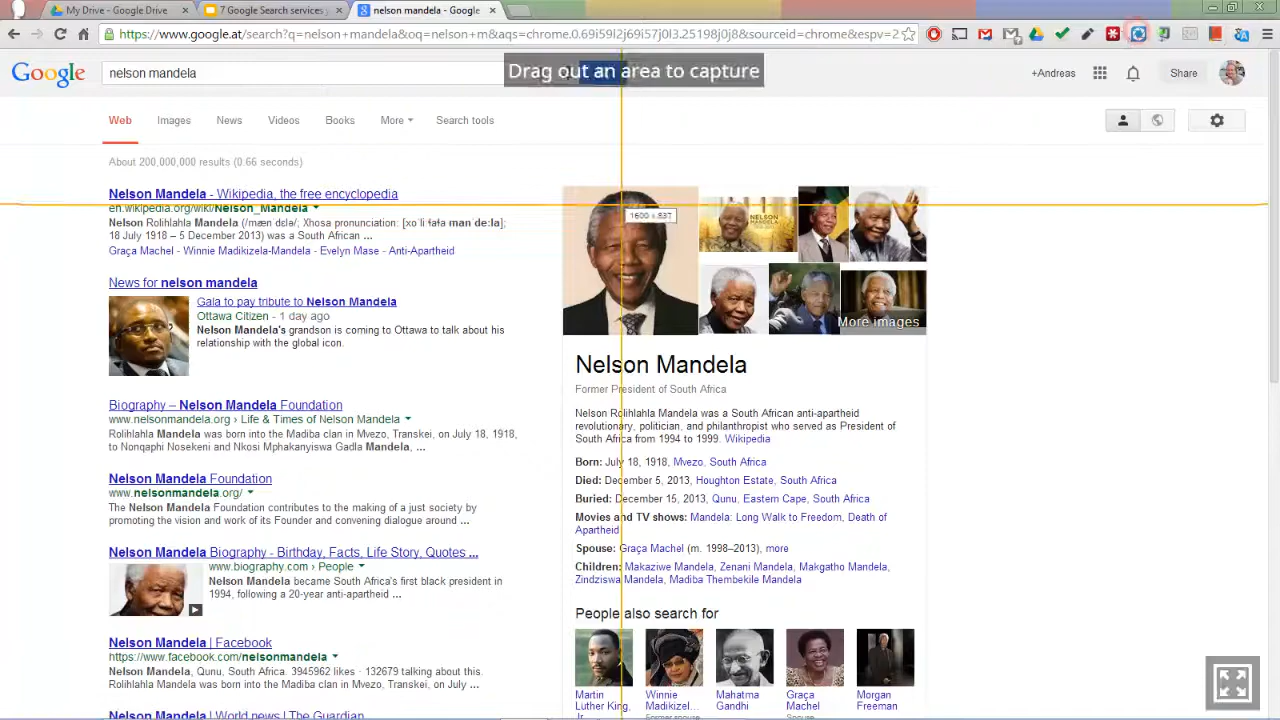 My Drive - Google Drive
7 Google Search services
nelson mandela - Google
https://www.google.at/search?q=nelson+mandela&oq=nelson+m&aqs=chrome.0.69i59l2j69i57j0l3.25198j0j8&sourceid=chrome&espv=2
Google
nelson mandela
Drag out an area to capture
+Andreas
Share
Web
Images
News
Videos
Books
More
Search tools
About 200,000,000 results (0.66 seconds)
Nelson Mandela - Wikipedia, the free encyclopedia
en.wikipedia.org/wiki/Nelson_Mandela
18 July 1918 – 5 December 2013) was a South African ...
Graça Machel - Winnie Madikizela-Mandela - Evelyn Mase - Anti-Apartheid
News for nelson mandela
Gala to pay tribute to Nelson Mandela
Ottawa Citizen - 1 day ago
Nelson Mandela's grandson is coming to Ottawa to talk about his
relationship with the global icon.
Biography – Nelson Mandela Foundation
www.nelsonmandela.org › Life & Times of Nelson Mandela
Rolihlahla Mandela was born into the Madiba clan in Mvezo, Transkei, on July 18, 1918,
to Nonqaphi Nosekeni and Nkosi Mphakanyiswa Gadla Mandela, ...
Nelson Mandela Foundation
www.nelsonmandela.org/
The Nelson Mandela Foundation contributes to the making of a just society by
promoting the vision and work of its Founder and convening dialogue around ...
Nelson Mandela Biography - Birthday, Facts, Life Story, Quotes ...
www.biography.com › People
Nelson Mandela became South Africa's first black president in
1994, following a 20-year anti-apartheid ...
Nelson Mandela | Facebook
https://www.facebook.com/nelsonmandela
Nelson Mandela, Qunu, South Africa. 3945962 likes · 132679 talking about this.
Rolihlahla Mandela was born into the Madiba clan in Mvezo, Transkei, on July ...
Nelson Mandela | World news | The Guardian
More images
Nelson Mandela
Former President of South Africa
Nelson Rolihlahla Mandela was a South African anti-apartheid
revolutionary, politician, and philanthropist who served as President of
South Africa from 1994 to 1999. Wikipedia
Born: July 18, 1918, Mvezo, South Africa
Died: December 5, 2013, Houghton Estate, South Africa
Buried: December 15, 2013, Qunu, Eastern Cape, South Africa
Movies and TV shows: Mandela: Long Walk to Freedom, Death of
Apartheid
Spouse: Graça Machel (m. 1998–2013), more
Children: Makaziwe Mandela, Zenani Mandela, Makgatho Mandela,
Zindziswa Mandela, Madiba Thembekile Mandela
People also search for
Martin
Luther King,
Jr.
Winnie
Madikizel...
Former spouse
Mahatma
Gandhi
Graça
Machel
Spouse
Morgan
Freeman